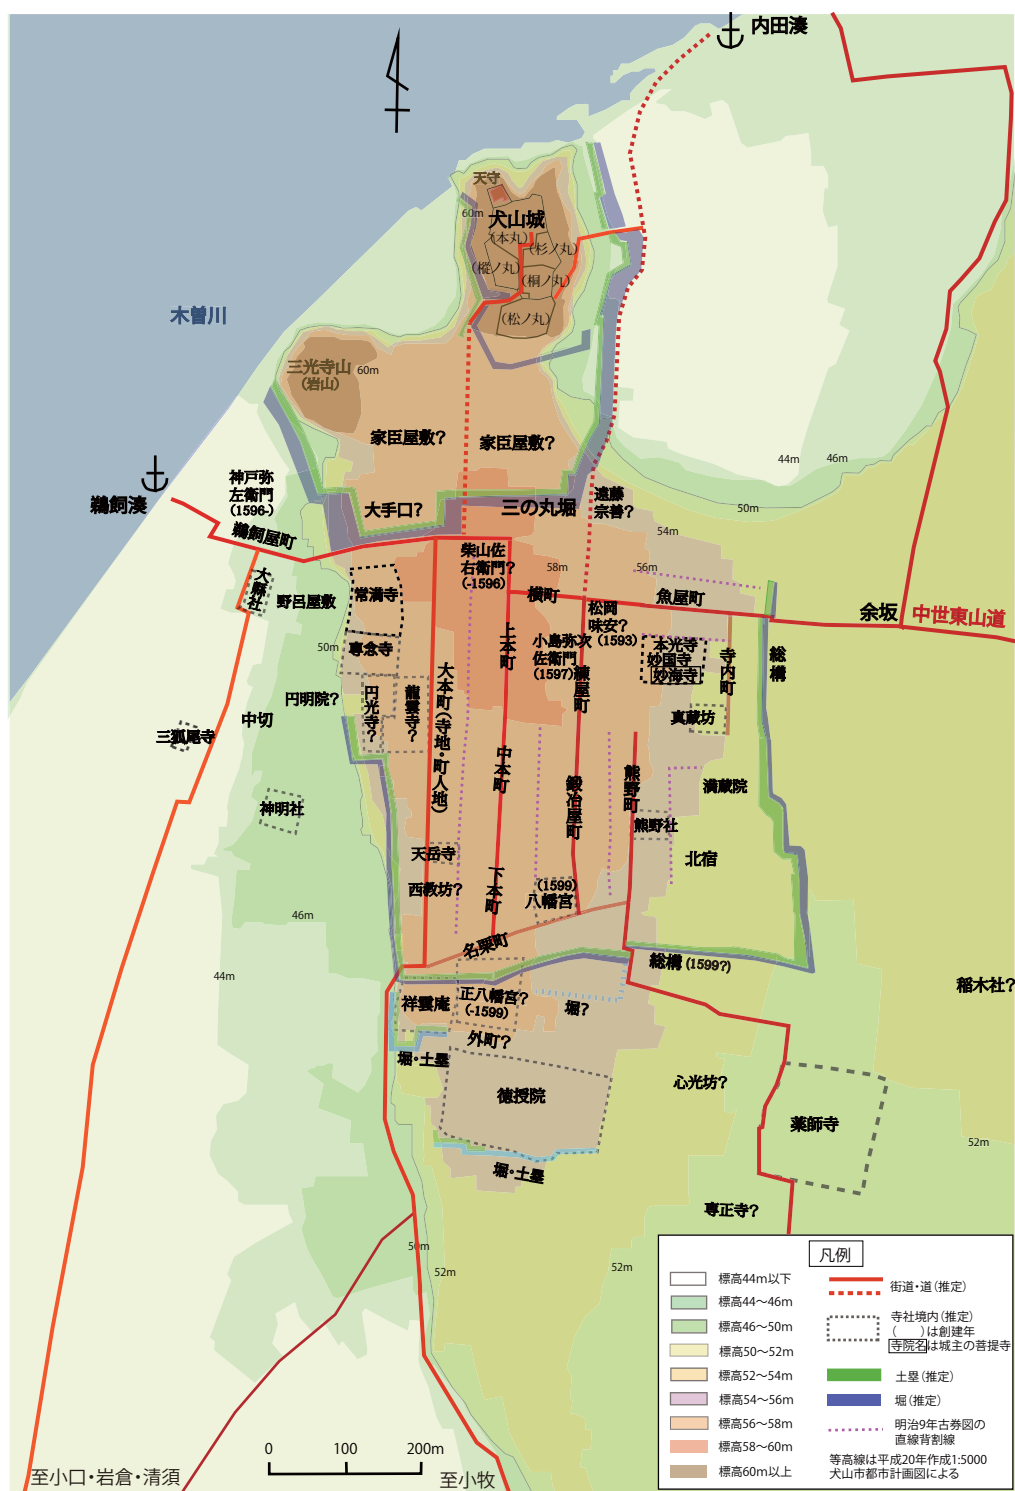 内田湊
天守
60m
犬山城
(本丸)
(杉ノ丸)
(樅ノ丸)
(桐ノ丸)
(松ノ丸)
木曽川
三光寺山
(岩山)
60m
家臣屋敷?
家臣屋敷?
44m
46m
神戸弥
左衛門
(1596-)
鵜飼湊
鵜飼屋町
大手口?
三の丸堀
遠藤
宗善?
50m
54m
柴山佐
右衛門?
(-1596)
58m
56m
大縣社
野呂屋敷
常満寺
横町
松岡
味安?
(1593)
魚屋町
余坂
中世東山道
50m
専念寺
上本町
小島弥次
左衛門
(1597)
練屋町
本光寺
妙国寺
妙海寺
寺内町
総構
円明院?
円光寺?
龍雲寺?
大本町(寺地・町人地)
真蔵坊
中切
三狐尾寺
中本町
鍛冶屋町
熊野町
満蔵院
神明社
熊野社
天岳寺
北宿
西教坊?
下本町
(1599)
八幡宮
46m
名栗町
総構(1599?)
44m
稲木社?
祥雲庵
正八幡宮?
(-1599)
堀?
外町?
堀・土塁
心光坊?
徳授院
薬師寺
52m
堀・土塁
専正寺?
50m
52m
52m
凡例
標高44m以下
標高44～46m
標高46～50m
標高50～52m
標高52～54m
標高54～56m
標高56～58m
標高58～60m
標高60m以上
街道・道(推定)
寺社境内(推定)
(　　)は創建年
寺院名は城主の菩提寺
土塁(推定)
堀(推定)
明治9年古券図の
直線背割線
等高線は平成20年作成1:5000
犬山市都市計画図による
0 100 200m
至小口・岩倉・清須
至小牧